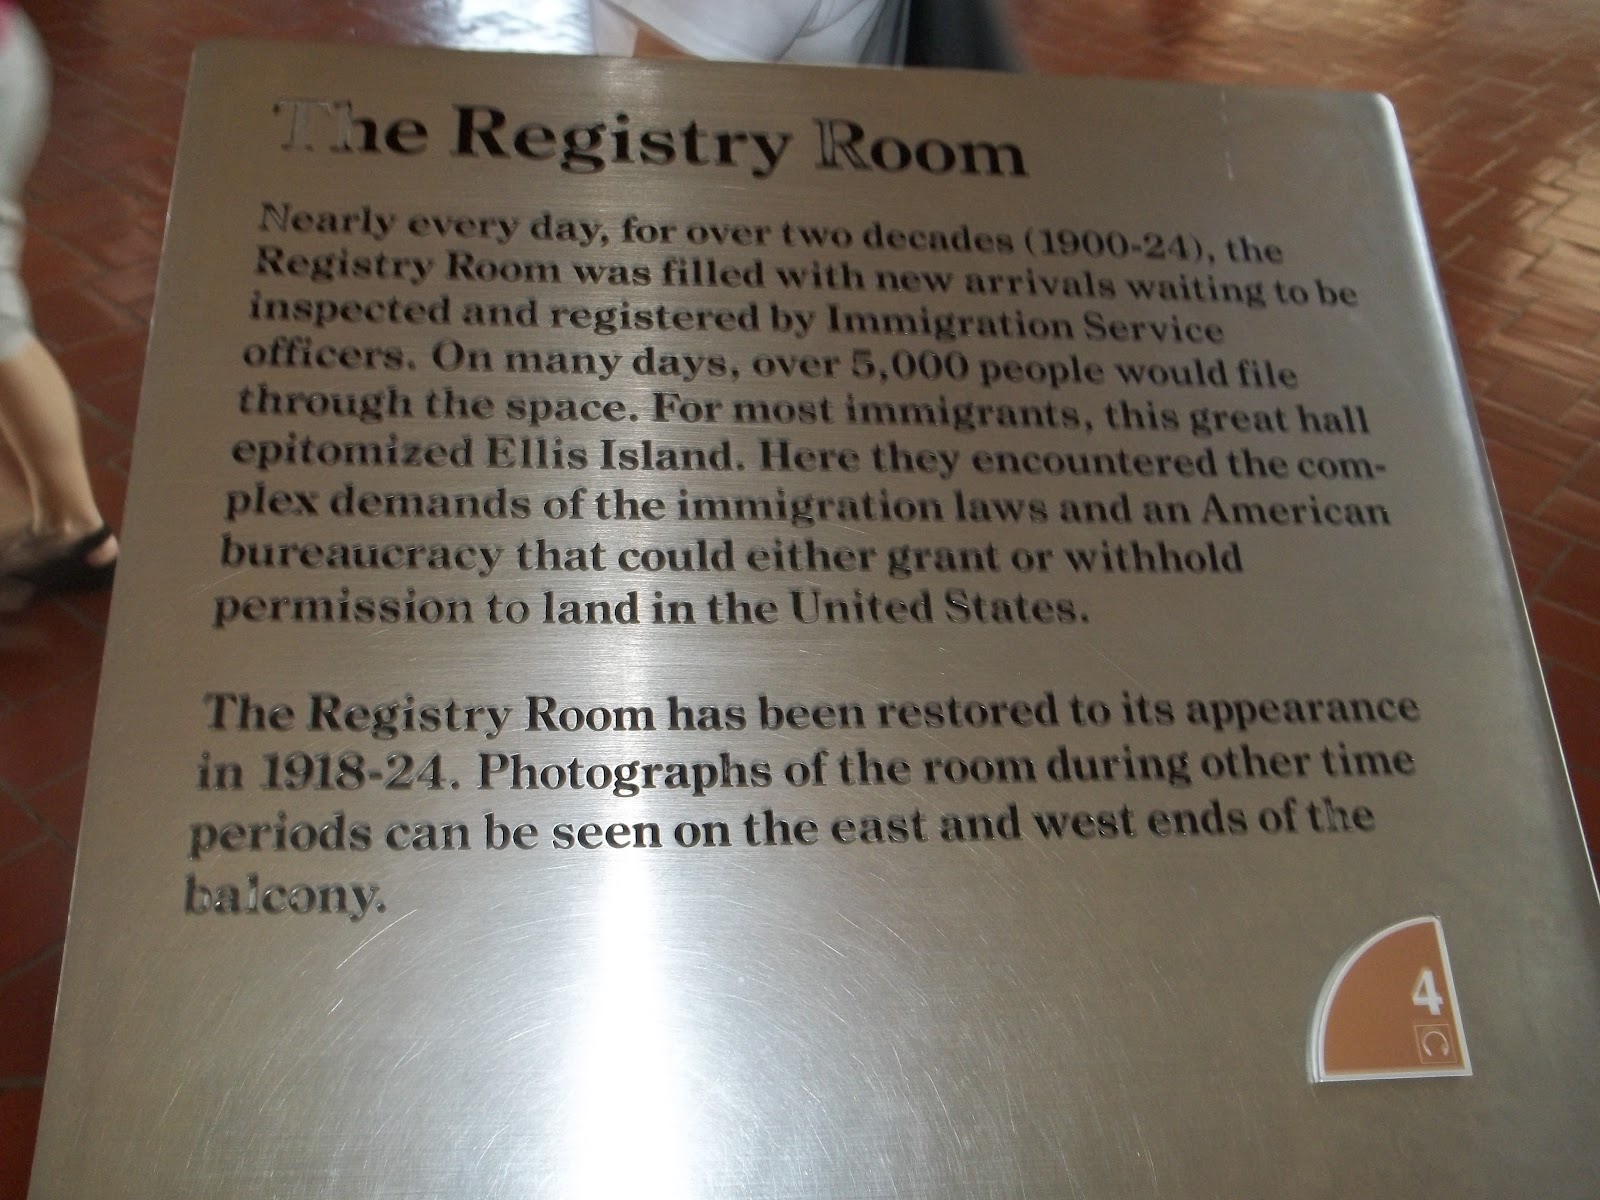 The Registry Room
Nearly every day, for over two decades (1900-24), the
Registry Room was filled with new arrivals waiting to be
inspected and registered by Immigration Service
officers. On many days, over 5,000 people would file
through the space. For most immigrants, this great hall
epitomized Ellis Island. Here they encountered the com-
plex demands of the immigration laws and an American
bureaucracy that could either grant or withhold
permission to land in the United States.
The Registry Room has been restored to its appearance
in 1918-24. Photographs of the room during other time
periods can be seen on the east and west ends of the
balcony.
4